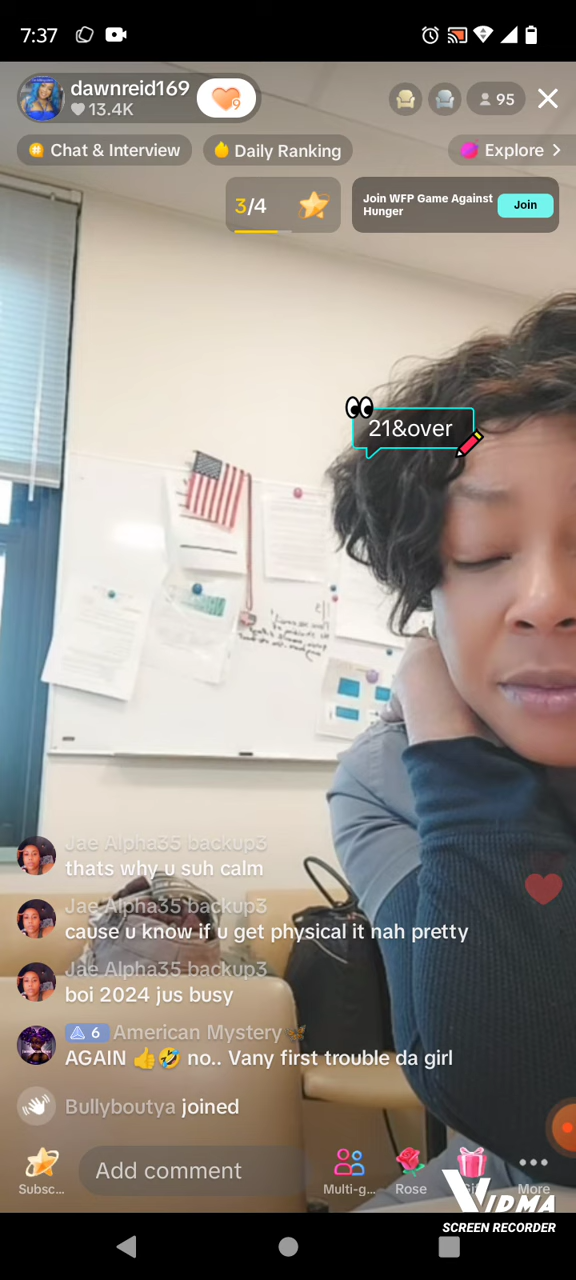 7:37
dawnreid169
13.4K
9
95
Chat & Interview
Daily Ranking
Explore
3/4
Join WFP Game Against
Hunger
Join
21&over
Jae Alpha35 backup3
thats why u suh calm
Jae Alpha35 backup3
cause u know if u get physical it nah pretty
Jae Alpha35 backup3
boi 2024 jus busy
6 American Mystery
AGAIN 👍🤣 no.. Vany first trouble da girl
Bullyboutya joined
Add comment
Subsc...
Multi-g...
Rose
More
VIDMA
SCREEN RECORDER